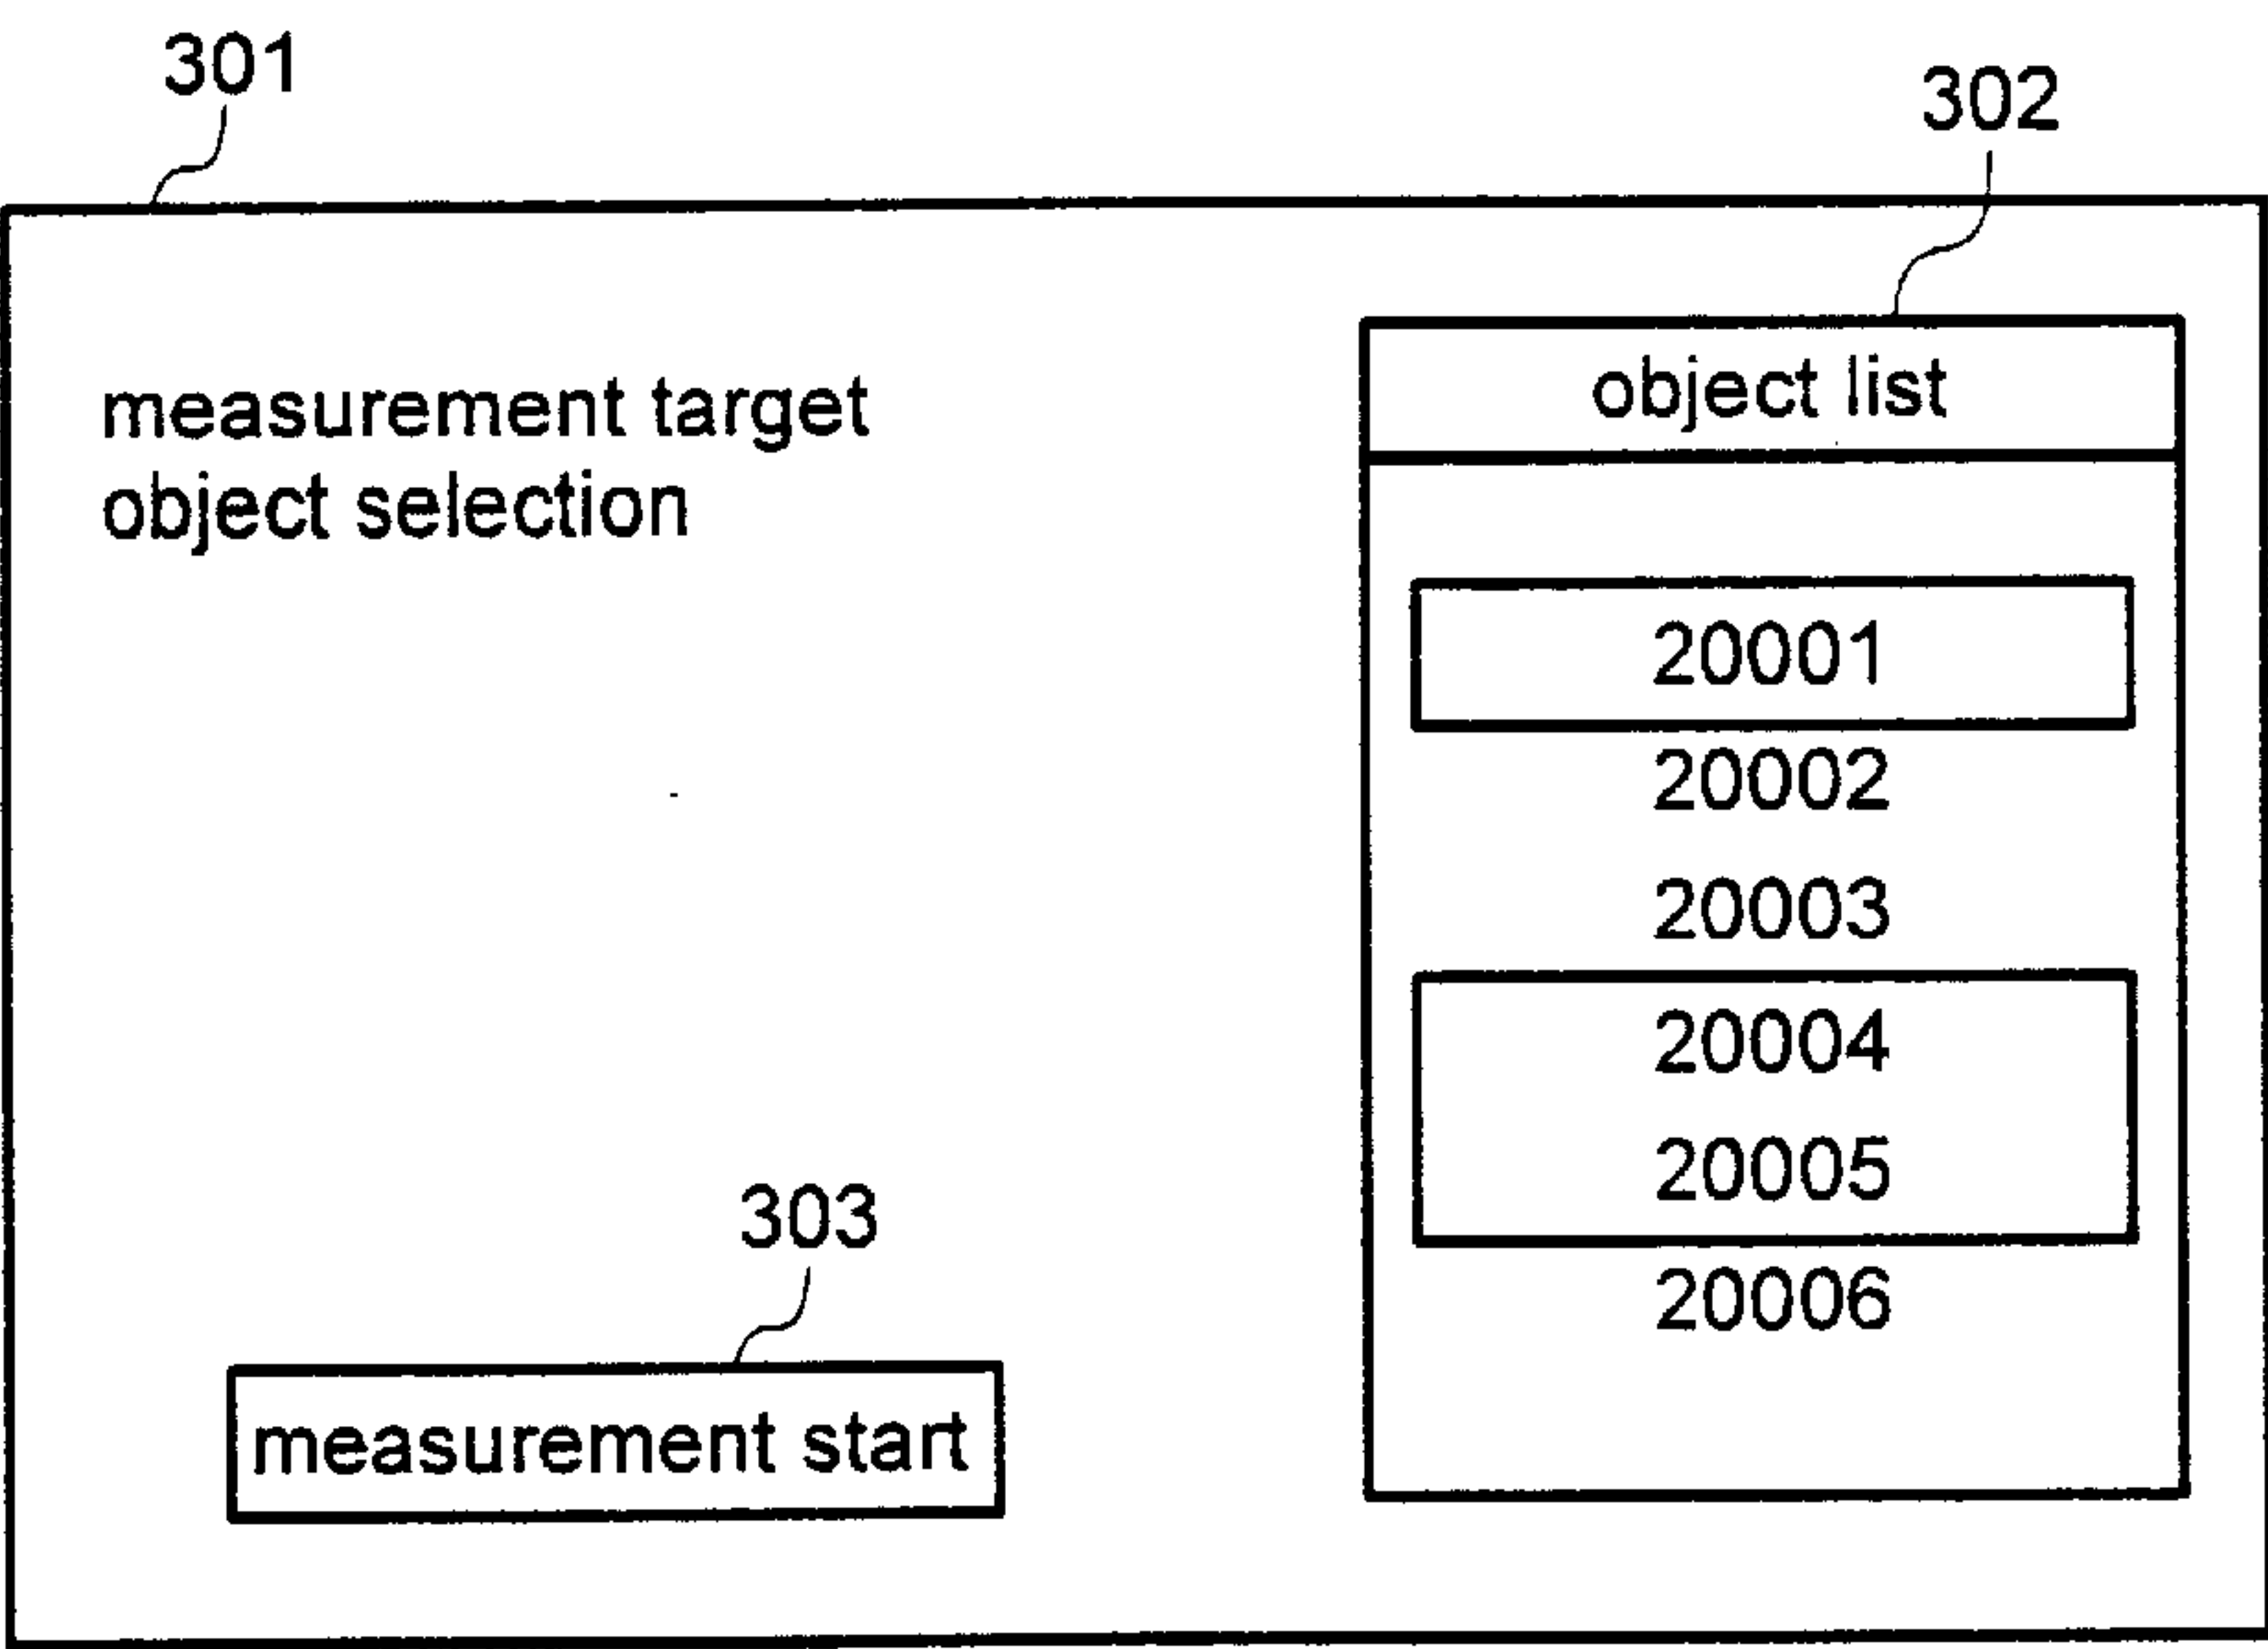 301
302
measurement target
object selection
object list
20001
20002
20003
20004
20005
20006
303
measurement start